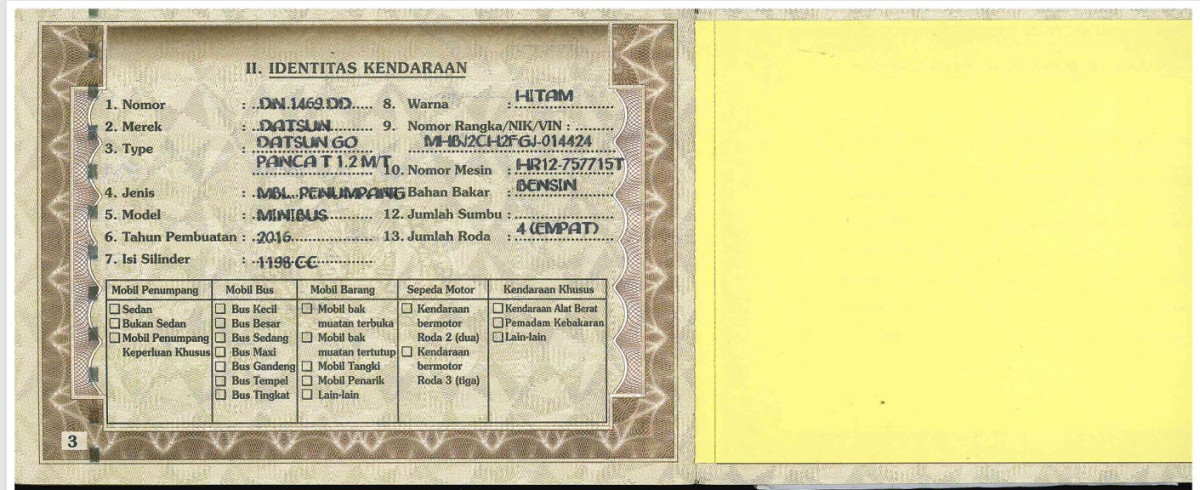 II. IDENTITAS KENDARAAN
1. Nomor : DN 1469 DD
2. Merek : DATSUN
3. Type : DATSUN GO
PANCA T 1.2 M/T
4. Jenis : MBL. PENUMPANG
5. Model : MINIBUS
6. Tahun Pembuatan : 2016
7. Isi Silinder : 1198 CC
8. Warna : HITAM
9. Nomor Rangka/NIK/VIN :
MHBJ2CH2FGJ-014424
10. Nomor Mesin : HR12-757715T
Bahan Bakar : BENSIN
12. Jumlah Sumbu :
13. Jumlah Roda : 4 (EMPAT)
Mobil Penumpang
☐ Sedan
☐ Bukan Sedan
☐ Mobil Penumpang
Keperluan Khusus
Mobil Bus
☐ Bus Kecil
☐ Bus Besar
☐ Bus Sedang
☐ Bus Maxi
☐ Bus Gandeng
☐ Bus Tempel
☐ Bus Tingkat
Mobil Barang
☐ Mobil bak
muatan terbuka
☐ Mobil bak
muatan tertutup
☐ Mobil Tangki
☐ Mobil Penarik
☐ Lain-lain
Sepeda Motor
☐ Kendaraan
bermotor
Roda 2 (dua)
☐ Kendaraan
bermotor
Roda 3 (tiga)
Kendaraan Khusus
☐ Kendaraan Alat Berat
☐ Pemadam Kebakaran
☐ Lain-lain
3